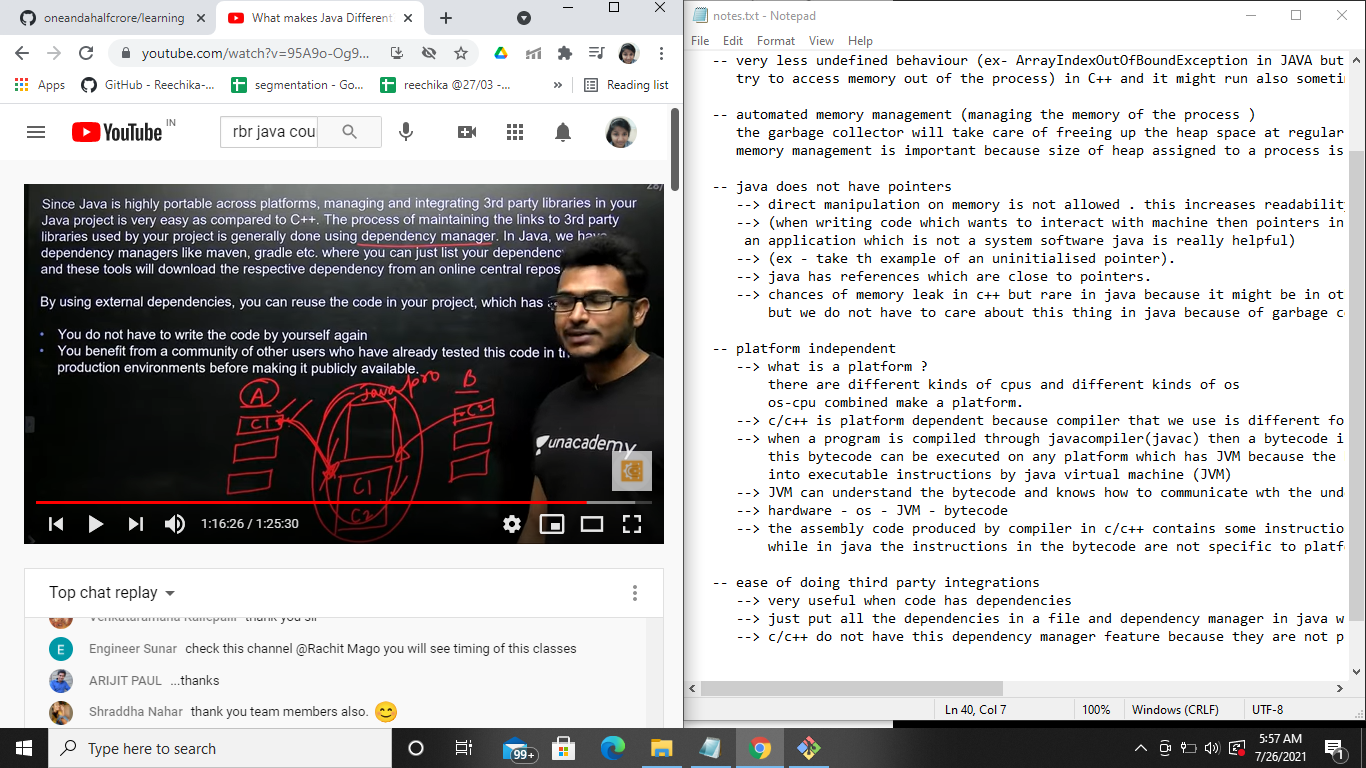 oneandahalfcrore/learning
What makes Java Different
youtube.com/watch?v=95A9o-Og9...
Apps
GitHub - Reechika-...
segmentation - Go...
reechika @27/03 -...
»
Reading list
YouTube IN
rbr java cou
Since Java is highly portable across platforms, managing and integrating 3rd party libraries in your
Java project is very easy as compared to C++. The process of maintaining the links to 3rd party
libraries used by your project is generally done using dependency manager. In Java, we have
dependency managers like maven, gradle etc. where you can just list your dependenc
and these tools will download the respective dependency from an online central repos
By using external dependencies, you can reuse the code in your project, which has
• You do not have to write the code by yourself again
• You benefit from a community of other users who have already tested this code in th
production environments before making it publicly available.
A
java pro
B
C1
C2
C1
C2
unacademy
1:16:26 / 1:25:30
Top chat replay
thank you sir
E
Engineer Sunar check this channel @Rachit Mago you will see timing of this classes
ARIJIT PAUL ...thanks
Shraddha Nahar thank you team members also. 😊
notes.txt - Notepad
File Edit Format View Help
-- very less undefined behaviour (ex- ArrayIndexOutOfBoundException in JAVA but
try to access memory out of the process) in C++ and it might run also someti
-- automated memory management (managing the memory of the process )
the garbage collector will take care of freeing up the heap space at regular
memory management is important because size of heap assigned to a process is
-- java does not have pointers
--> direct manipulation on memory is not allowed . this increases readabilit
--> (when writing code which wants to interact with machine then pointers in
an application which is not a system software java is really helpful)
--> (ex - take th example of an uninitialised pointer).
--> java has references which are close to pointers.
--> chances of memory leak in c++ but rare in java because it might be in ot
but we do not have to care about this thing in java because of garbage c
-- platform independent
--> what is a platform ?
there are different kinds of cpus and different kinds of os
os-cpu combined make a platform.
--> c/c++ is platform dependent because compiler that we use is different fo
--> when a program is compiled through javacompiler(javac) then a bytecode i
this bytecode can be executed on any platform which has JVM because the
into executable instructions by java virtual machine (JVM)
--> JVM can understand the bytecode and knows how to communicate wth the und
--> hardware - os - JVM - bytecode
--> the assembly code produced by compiler in c/c++ contains some instructio
while in java the instructions in the bytecode are not specific to platf
-- ease of doing third party integrations
--> very useful when code has dependencies
--> just put all the dependencies in a file and dependency manager in java w
--> c/c++ do not have this dependency manager feature because they are not p
Ln 40, Col 7
100%
Windows (CRLF)
UTF-8
Type here to search
99+
5:57 AM
7/26/2021
1